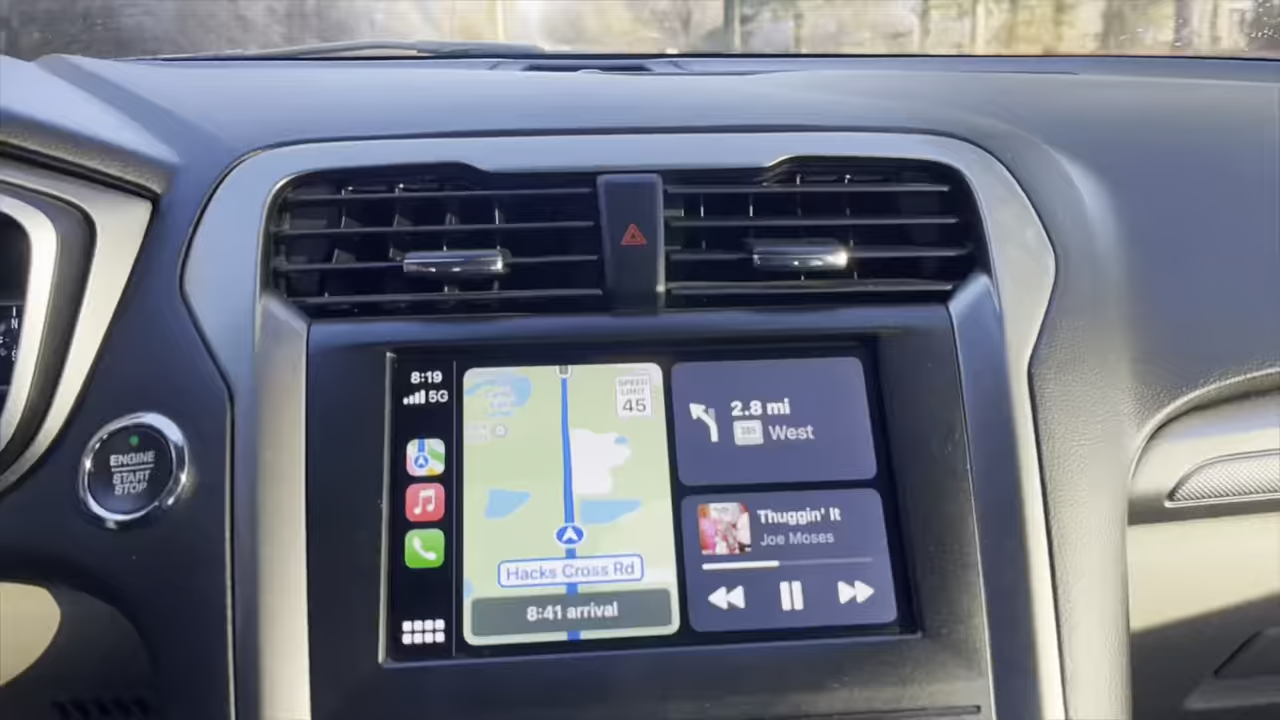 8:19
5G
SPEED
LIMIT
45
2.8 mi
385 West
Thuggin' It
Joe Moses
Hacks Cross Rd
8:41 arrival
ENGINE
START
STOP
N